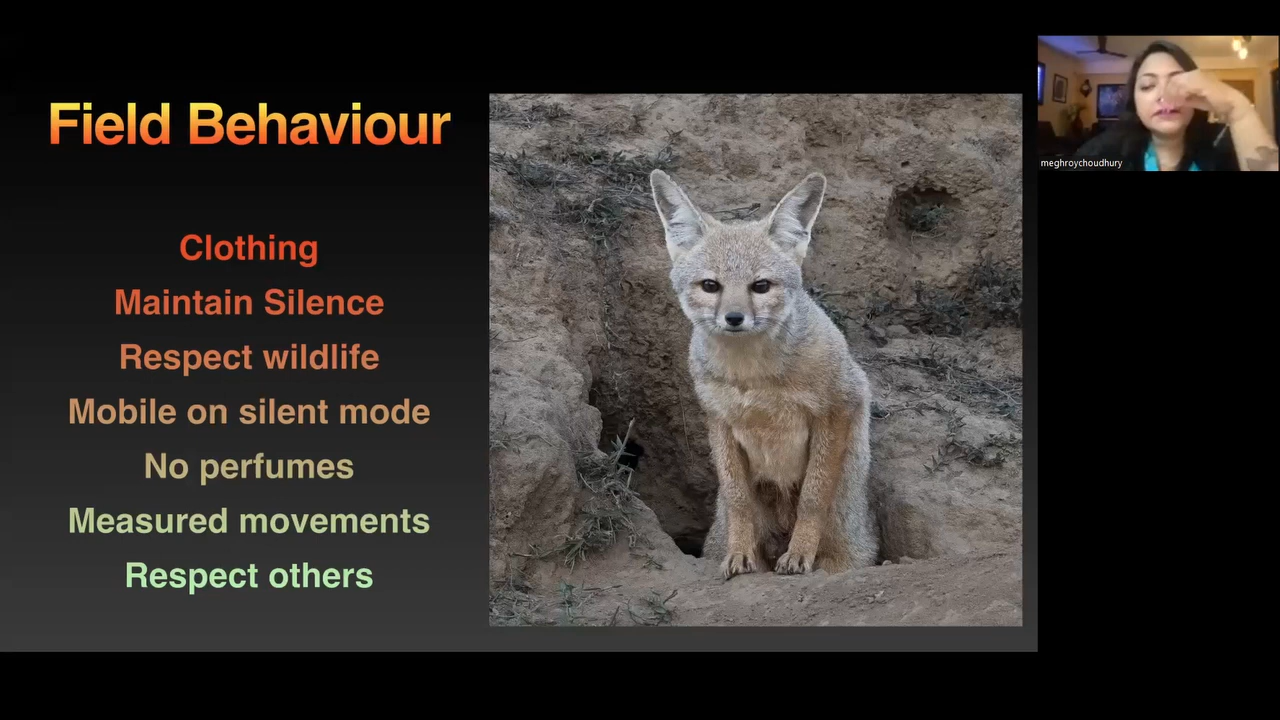 Field Behaviour
Clothing
Maintain Silence
Respect wildlife
Mobile on silent mode
No perfumes
Measured movements
Respect others
meghroychoudhury